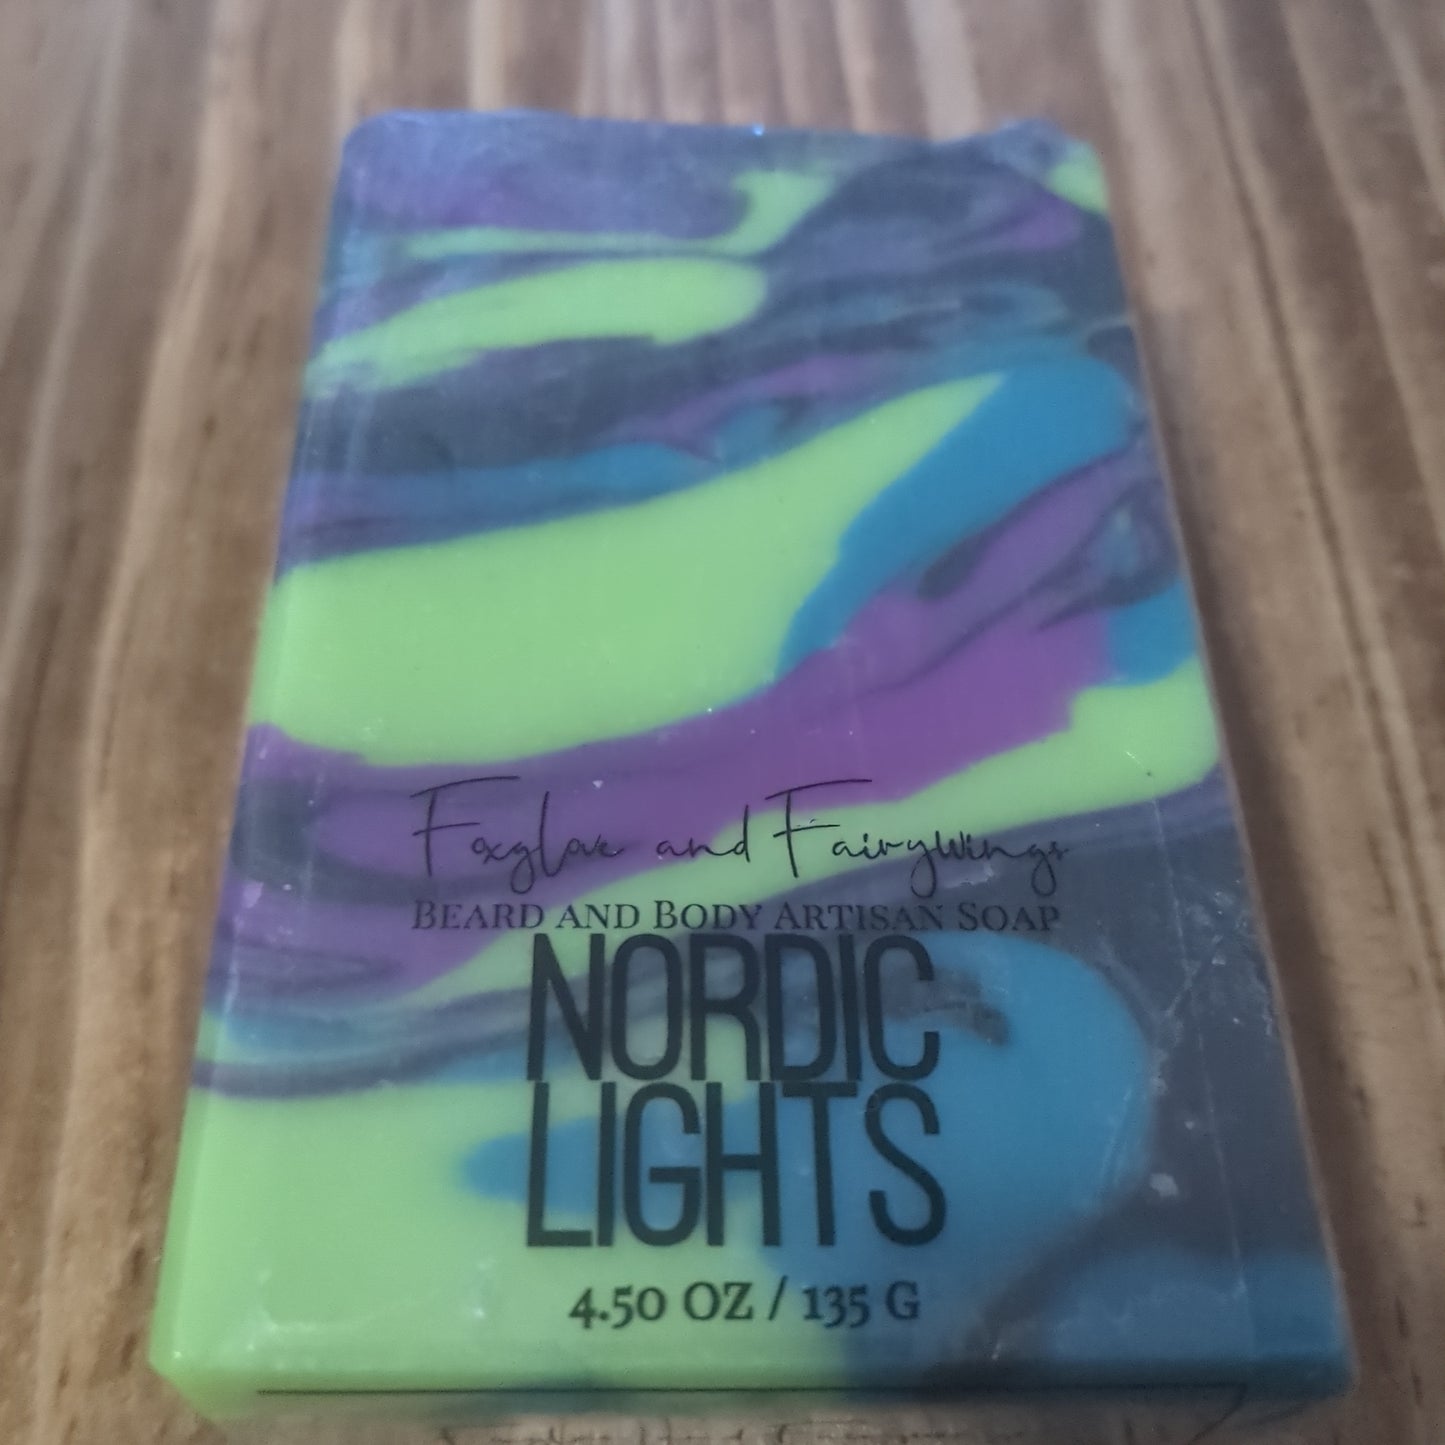 Foxglove and Fairywings
BEARD AND BODY ARTISAN SOAP
NORDIC
LIGHTS
4.50 OZ / 135 G